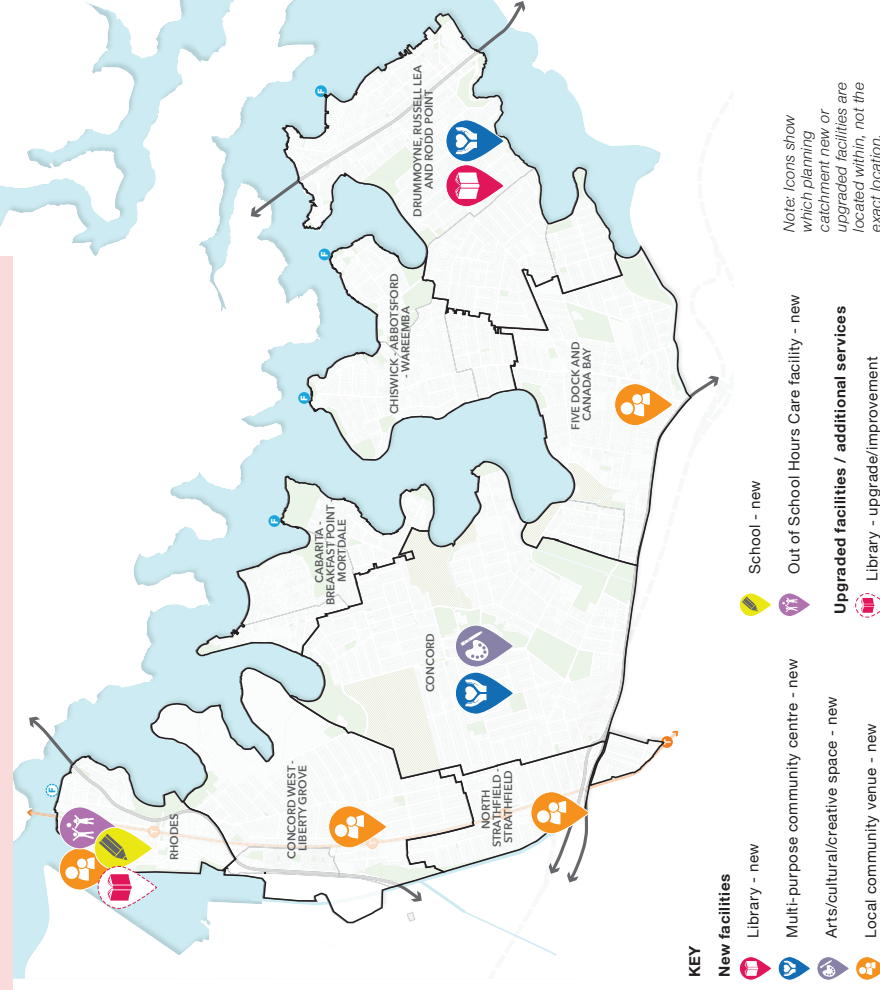 RHODES
CONCORD WEST -
LIBERTY GROVE
NORTH
STRATHFIELD -
STRATHFIELD
CONCORD
CABARITA -
BREAKFAST POINT -
MORTDALE
CHISWICK - ABBOTSFORD
- WAREEMBA
FIVE DOCK AND
CANADA BAY
DRUMMOYNE, RUSSELL LEA
AND RODD POINT
F
F
F
F
F
T
KEY
New facilities
Library - new
Multi-purpose community centre - new
Arts/cultural/creative space - new
Local community venue - new
School - new
Out of School Hours Care facility - new
Upgraded facilities / additional services
Library - upgrade/improvement
Note: Icons show
which planning
catchment new or
upgraded facilities are
located within, not the
exact location.